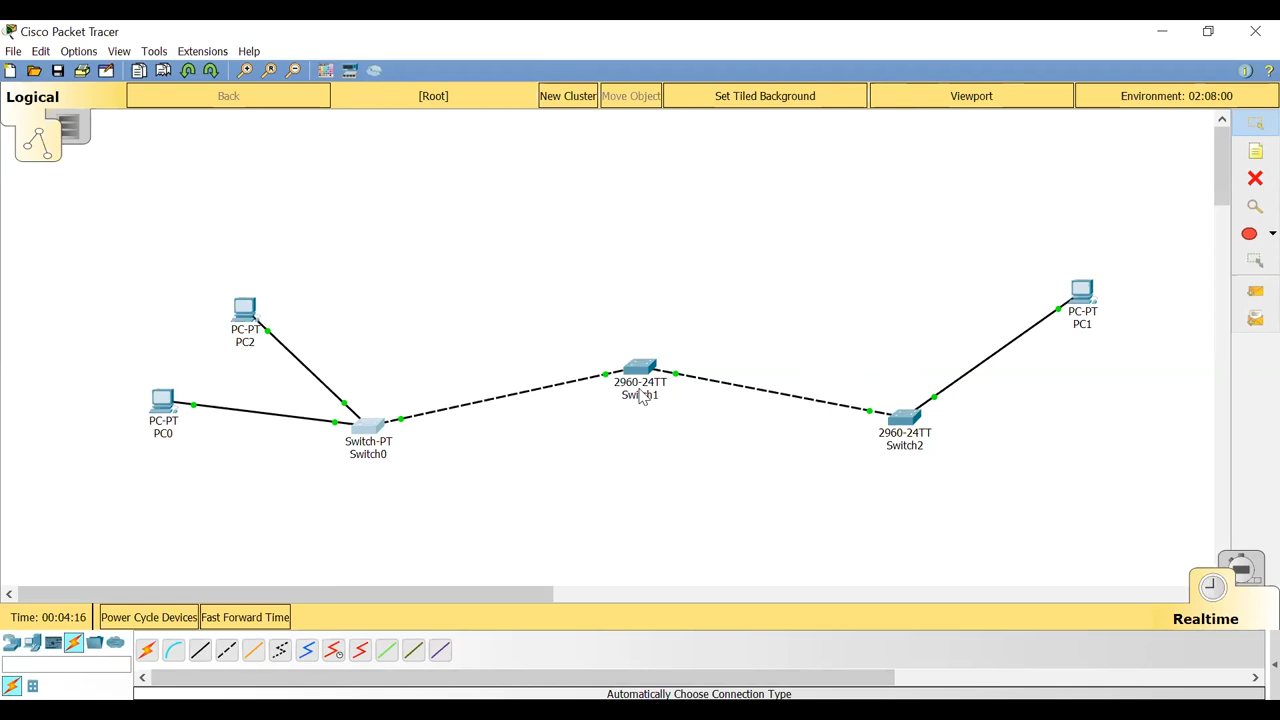 Cisco Packet Tracer
File Edit Options View Tools Extensions Help
Logical Back [Root] New Cluster Move Object Set Tiled Background Viewport Environment: 02:08:00
PC-PT
PC2
PC-PT
PC0
Switch-PT
Switch0
2960-24TT
Switch1
2960-24TT
Switch2
PC-PT
PC1
Time: 00:04:16 Power Cycle Devices Fast Forward Time Realtime
Automatically Choose Connection Type